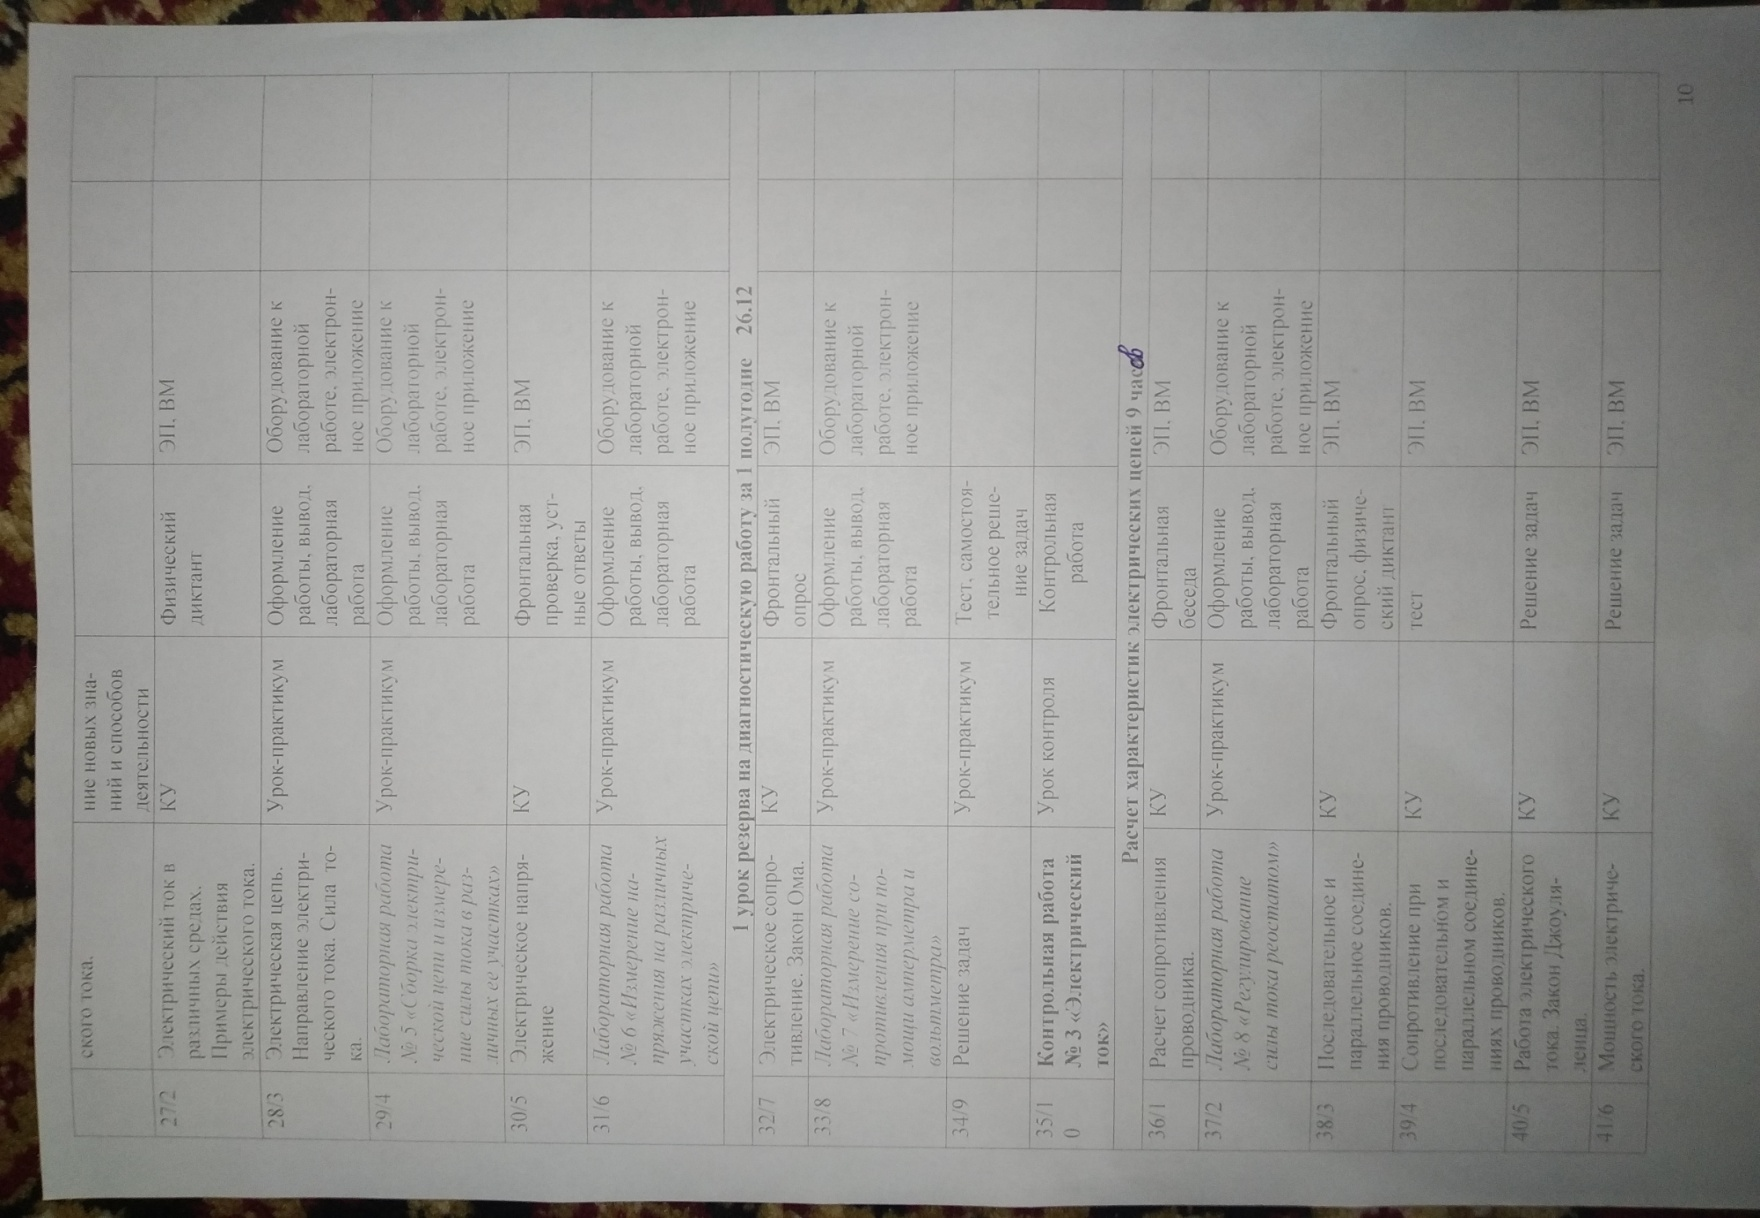 ского тока.
ние новых зна-
ний и способов
деятельности
27/2
Электрический ток в
различных средах.
Примеры действия
электрического тока.
КУ
Физический
диктант
ЭП, ВМ
28/3
Электрическая цепь.
Направление электри-
ческого тока. Сила то-
ка.
Урок-практикум
Оформление
работы, вывод,
лабораторная
работа
Оборудование к
лабораторной
работе, электрон-
ное приложение
29/4
Лабораторная работа
№ 5 «Сборка электри-
ческой цепи и измере-
ние силы тока в раз-
личных ее участках»
Урок-практикум
Оформление
работы, вывод,
лабораторная
работа
Оборудование к
лабораторной
работе, электрон-
ное приложение
30/5
Электрическое напря-
жение
КУ
Фронтальная
проверка, уст-
ные ответы
ЭП, ВМ
31/6
Лабораторная работа
№ 6 «Измерение на-
пряжения на различных
участках электриче-
ской цепи»
Урок-практикум
Оформление
работы, вывод,
лабораторная
работа
Оборудование к
лабораторной
работе, электрон-
ное приложение
1 урок резерва на диагностическую работу за 1 полугодие 26.12
32/7
Электрическое сопро-
тивление. Закон Ома.
КУ
Фронтальный
опрос
ЭП, ВМ
33/8
Лабораторная работа
№ 7 «Измерение со-
противления при по-
мощи амперметра и
вольтметра»
Урок-практикум
Оформление
работы, вывод,
лабораторная
работа
Оборудование к
лабораторной
работе, электрон-
ное приложение
34/9
Решение задач
Урок-практикум
Тест, самостоя-
тельное реше-
ние задач
35/1
0
Контрольная работа
№ 3 «Электрический
ток»
Урок контроля
Контрольная
работа
Расчет характеристик электрических цепей 9 часов
36/1
Расчет сопротивления
проводника.
КУ
Фронтальная
беседа
ЭП, ВМ
37/2
Лабораторная работа
№ 8 «Регулирование
силы тока реостатом»
Урок-практикум
Оформление
работы, вывод,
лабораторная
работа
Оборудование к
лабораторной
работе, электрон-
ное приложение
38/3
Последовательное и
параллельное соедине-
ния проводников.
КУ
Фронтальный
опрос, физиче-
ский диктант
ЭП, ВМ
39/4
Сопротивление при
последовательном и
параллельном соедине-
ниях проводников.
КУ
тест
ЭП, ВМ
40/5
Работа электрического
тока. Закон Джоуля-
Ленца.
КУ
Решение задач
ЭП, ВМ
41/6
Мощность электриче-
ского тока.
КУ
Решение задач
ЭП, ВМ
10